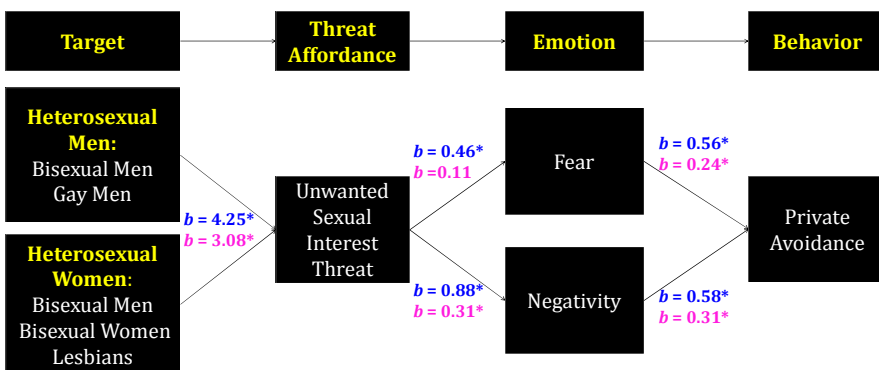 Target
Threat
Affordance
Emotion
Behavior
Heterosexual
Men:
Bisexual Men
Gay Men
Heterosexual
Women:
Bisexual Men
Bisexual Women
Lesbians
b = 4.25*
b = 3.08*
Unwanted
Sexual
Interest
Threat
b = 0.46*
b =0.11
b = 0.88*
b = 0.31*
Fear
Negativity
b = 0.56*
b = 0.24*
b = 0.58*
b = 0.31*
Private
Avoidance